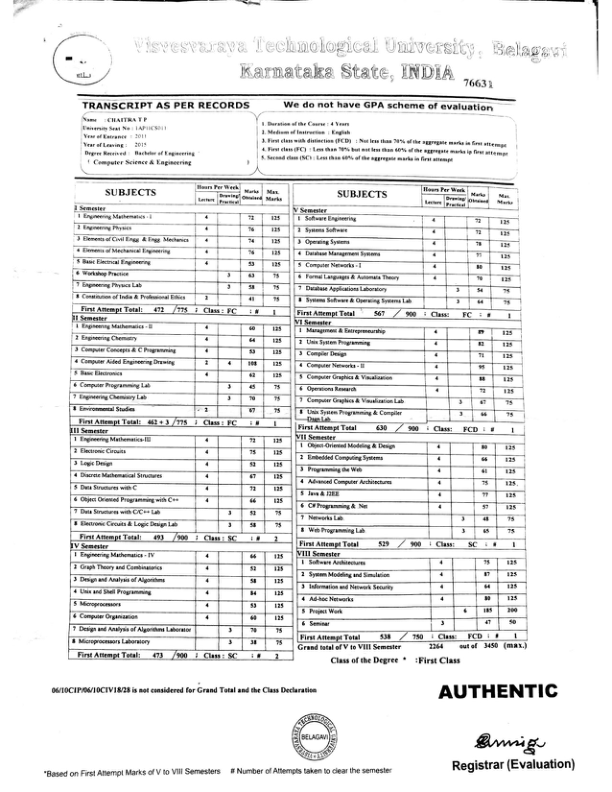 Visvesvaraya Technological University, Belagavi
Karnataka State, INDIA
76631
TRANSCRIPT AS PER RECORDS
We do not have GPA scheme of evaluation
Name : CHAITRA T P
University Seat No :
Year of Entrance : 2011
Year of Leaving : 2015
Degree Received : Bachelor of Engineering
( Computer Science & Engineering )
1. Duration of the Course : 4 Years
2. Medium of Instruction : English
3. First class with distinction (FCD) : Not less than 70% of the aggregate marks in first attempt
4. First class (FC) : Less than 70% but not less than 60% of the aggregate marks in first attempt
5. Second class (SC) : Less than 60% of the aggregate marks in first attempt
SUBJECTS Hours Per Week Lecture Drawing/ Practical Marks Obtained Max. Marks
I Semester
1 Engineering Mathematics - I 4 72 125
2 Engineering Physics 4 76 125
3 Elements of Civil Engg & Engg. Mechanics 4 74 125
4 Elements of Mechanical Engineering 4 76 125
5 Basic Electrical Engineering 4 53 125
6 Workshop Practice 3 63 75
7 Engineering Physics Lab 3 58 75
8 Constitution of India & Professional Ethics 2 41 75
First Attempt Total 472 /775 : Class : FC : # 1
II Semester
1 Engineering Mathematics - II 4 60 125
2 Engineering Chemistry 4 64 125
3 Computer Concepts & C Programming 4 53 125
4 Computer Aided Engineering Drawing 2 4 108 125
5 Basic Electronics 4 62 125
6 Computer Programming Lab 3 45 75
7 Engineering Chemistry Lab 3 70 75
8 Environmental Studies 2 67 75
First Attempt Total: 462 + 3 /775 : Class : FC : # 1
III Semester
1 Engineering Mathematics-III 4 72 125
2 Electronic Circuits 4 75 125
3 Logic Design 4 52 125
4 Discrete Mathematical Structures 4 67 125
5 Data Structures with C 4 72 125
6 Object Oriented Programming with C++ 4 66 125
7 Data Structures with C/C++ Lab 3 52 75
8 Electronic Circuits & Logic Design Lab 3 58 75
First Attempt Total: 493 /900 : Class : SC : # 2
IV Semester
1 Engineering Mathematics - IV 4 66 125
2 Graph Theory and Combinatorics 4 52 125
3 Design and Analysis of Algorithms 4 58 125
4 Unix and Shell Programming 4 84 125
5 Microprocessors 4 53 125
6 Computer Organization 4 60 125
7 Design and Analysis of Algorithms Laborator 3 70 75
8 Microprocessors Laboratory 3 38 75
First Attempt Total: 473 /900 : Class : SC : # 2
SUBJECTS Hours Per Week Lecture Drawing/ Practical Marks Obtained Max. Marks
V Semester
1 Software Engineering 4 72 125
2 Systems Software 4 72 125
3 Operating Systems 4 78 125
4 Database Management Systems 4 71 125
5 Computer Networks - I 4 80 125
6 Formal Languages & Automata Theory 4 70 125
7 Database Applications Laboratory 3 54 75
8 Systems Software & Operating Systems Lab 3 64 75
First Attempt Total 567 / 900 : Class: FC : # 1
VI Semester
1 Management & Entrepreneurship 4 89 125
2 Unix System Programming 4 82 125
3 Compiler Design 4 71 125
4 Computer Networks - II 4 95 125
5 Computer Graphics & Visualization 4 88 125
6 Operations Research 4 72 125
7 Computer Graphics & Visualization Lab 3 67 75
8 Unix System Programming & Compiler Dsgn Lab 3 66 75
First Attempt Total 630 / 900 : Class: FCD : # 1
VII Semester
1 Object-Oriented Modeling & Design 4 80 125
2 Embedded Computing Systems 4 66 125
3 Programming the Web 4 61 125
4 Advanced Computer Architectures 4 75 125
5 Java & J2EE 4 77 125
6 C# Programming & .Net 4 57 125
7 Networks Lab 3 48 75
8 Web Programming Lab 3 65 75
First Attempt Total 529 / 900 : Class: SC : # 1
VIII Semester
1 Software Architectures 4 75 125
2 System Modeling and Simulation 4 87 125
3 Information and Network Security 4 64 125
4 Ad-hoc Networks 4 80 125
5 Project Work 6 185 200
6 Seminar 3 47 50
First Attempt Total 538 / 750 : Class: FCD : # 1
Grand total of V to VIII Semester 2264 out of 3450 (max.)
Class of the Degree * :First Class
06/10CIP/06/10CIV18/28 is not considered for Grand Total and the Class Declaration
AUTHENTIC
BELAGAVI
Registrar (Evaluation)
*Based on First Attempt Marks of V to VIII Semesters # Number of Attempts taken to clear the semester